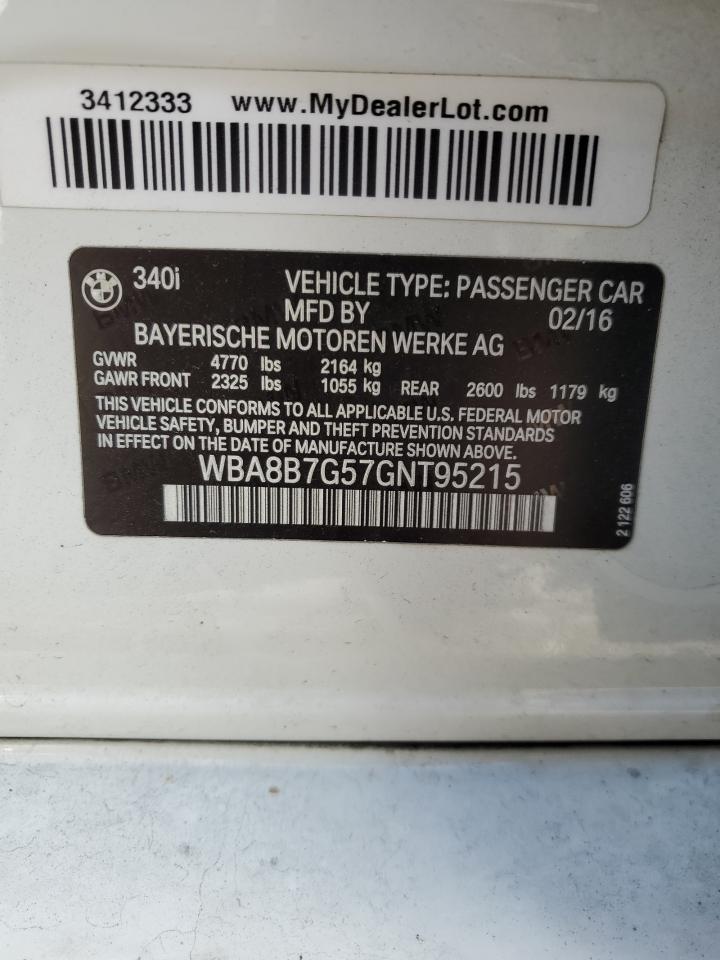 3412333 www.MyDealerLot.com
340i VEHICLE TYPE: PASSENGER CAR
MFD BY 02/16
BAYERISCHE MOTOREN WERKE AG
GVWR 4770 lbs 2164 kg
GAWR FRONT 2325 lbs 1055 kg REAR 2600 lbs 1179 kg
THIS VEHICLE CONFORMS TO ALL APPLICABLE U.S. FEDERAL MOTOR
VEHICLE SAFETY, BUMPER AND THEFT PREVENTION STANDARDS
IN EFFECT ON THE DATE OF MANUFACTURE SHOWN ABOVE.
WBA8B7G57GNT95215
2 122 606